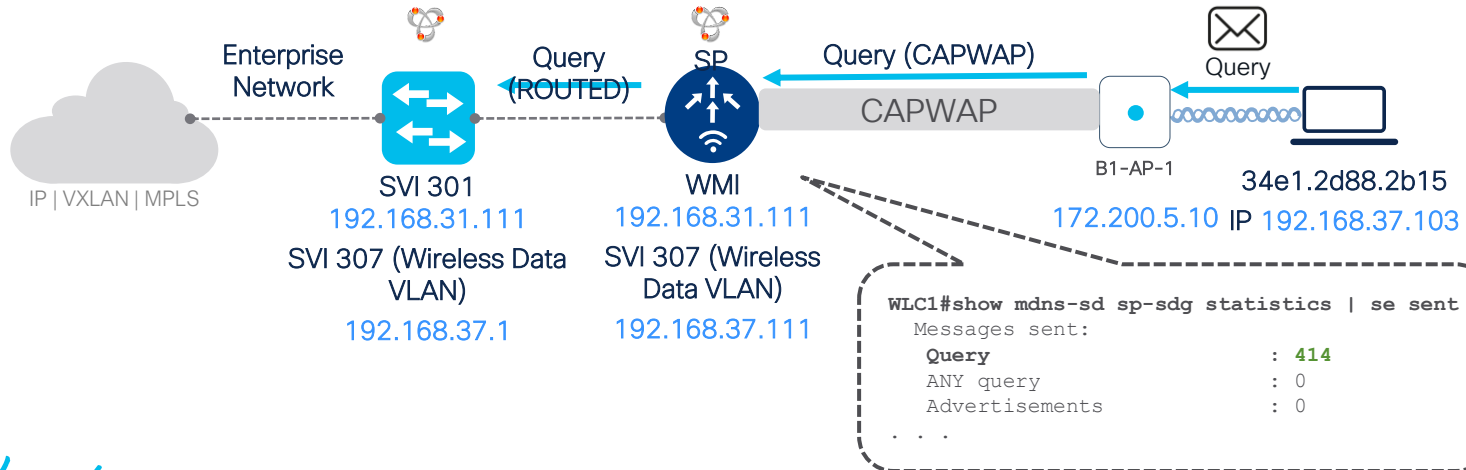 Enterprise
Network
Query
(ROUTED)
SP
Query (CAPWAP)
Query
CAPWAP
IP | VXLAN | MPLS
SVI 301
192.168.31.111
SVI 307 (Wireless Data
VLAN)
192.168.37.1
WMI
192.168.31.111
SVI 307 (Wireless
Data VLAN)
192.168.37.111
B1-AP-1
172.200.5.10
34e1.2d88.2b15
IP 192.168.37.103
WLC1#show mdns-sd sp-sdg statistics | se sent
Messages sent:
Query : 414
ANY query : 0
Advertisements : 0
. . .